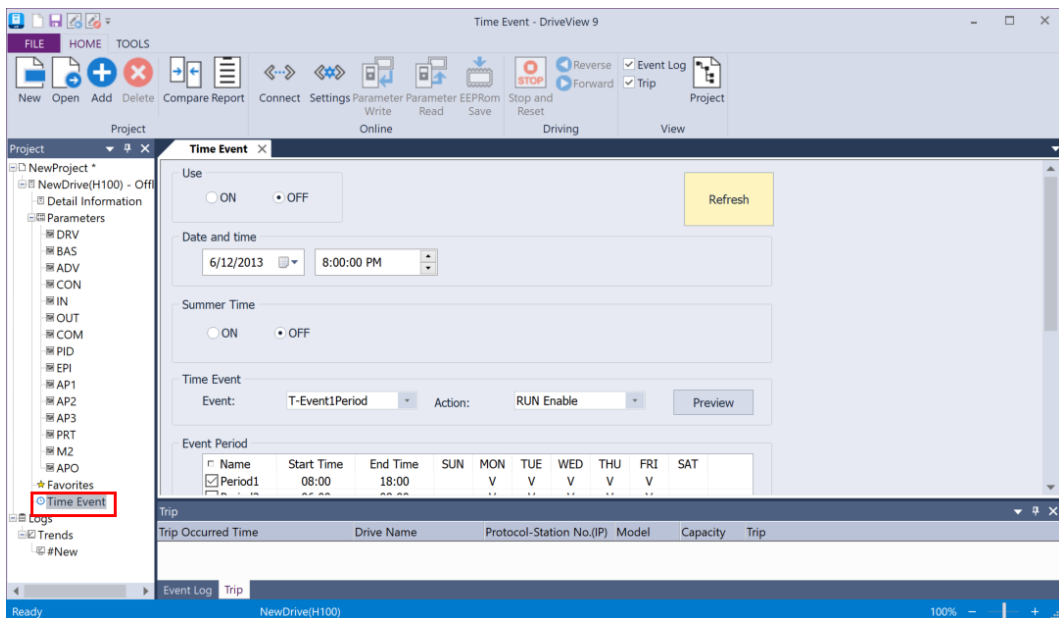 Time Event - DriveView 9
FILE HOME TOOLS
New Open Add Delete Compare Report Connect Settings Parameter Write Parameter Read EEPRom Save Stop and Reset Reverse Forward Event Log Trip Project
Project Online Driving View
Project
NewProject *
NewDrive(H100) - Offl
Detail Information
Parameters
DRV
BAS
ADV
CON
IN
OUT
COM
PID
EPI
AP1
AP2
AP3
PRT
M2
APO
Favorites
Time Event
Logs
Trends
#New
Time Event
Use
ON OFF
Refresh
Date and time
6/12/2013 8:00:00 PM
Summer Time
ON OFF
Time Event
Event: T-Event1Period Action: RUN Enable Preview
Event Period
Name Start Time End Time SUN MON TUE WED THU FRI SAT
Period1 08:00 18:00 V V V V V
Trip
Trip Occurred Time Drive Name Protocol-Station No.(IP) Model Capacity Trip
Event Log Trip
Ready NewDrive(H100) 100%